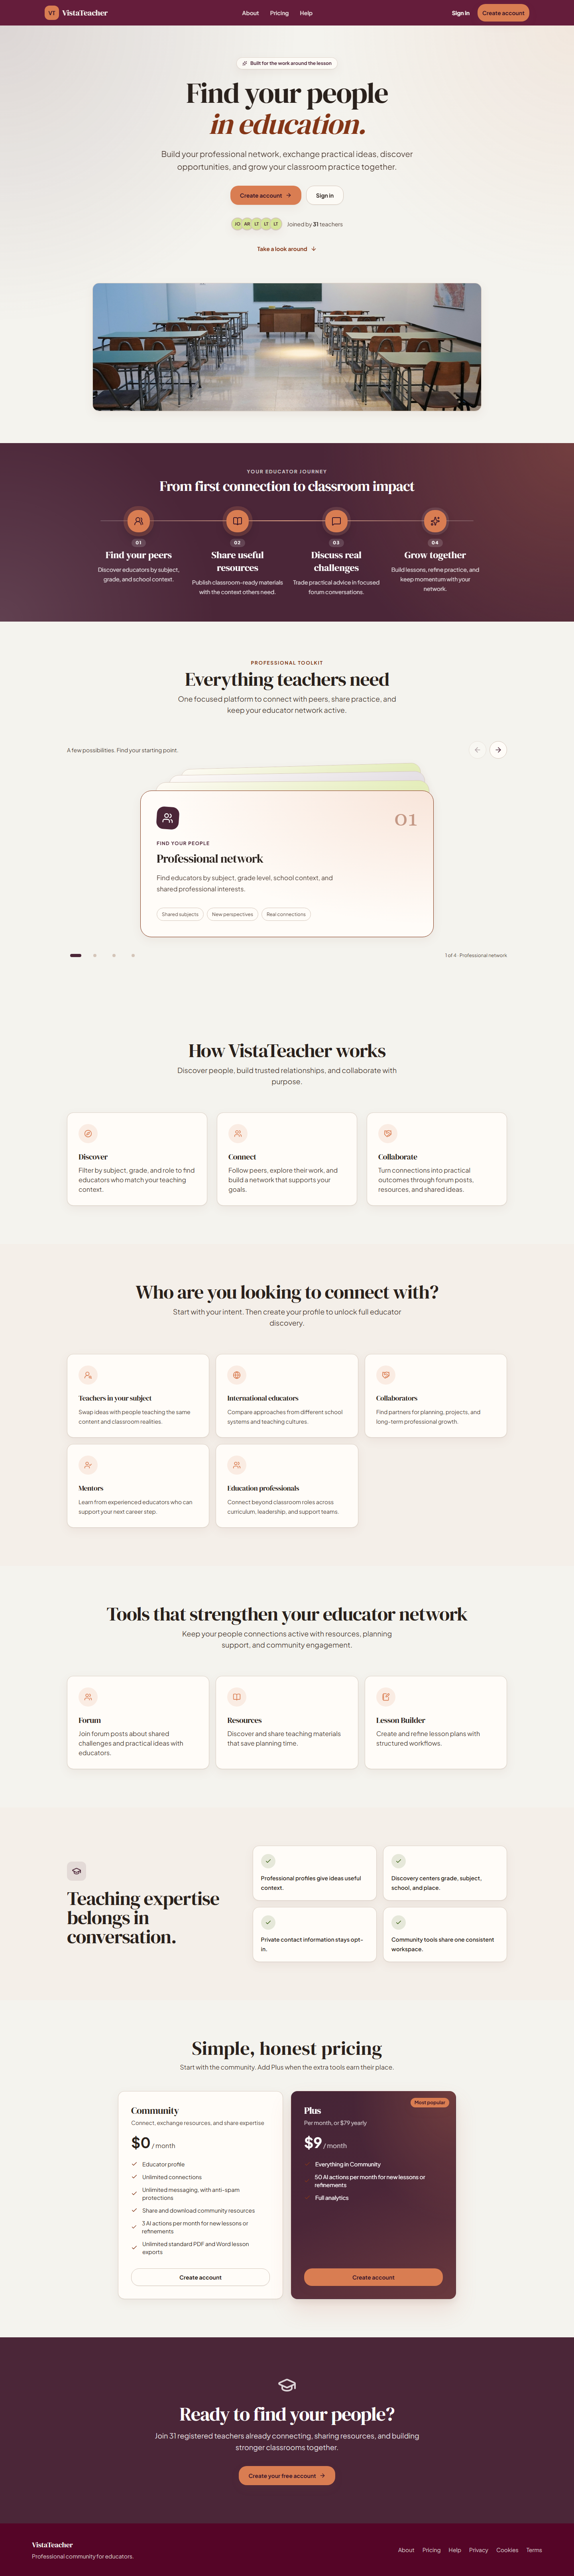 VT VistaTeacher About Pricing Help Sign in Create account
Built for the work around the lesson
Find your people
in education.
Build your professional network, exchange practical ideas, discover
opportunities, and grow your classroom practice together.
Create account Sign in
JO AR LT LT LT Joined by 31 teachers
Take a look around
YOUR EDUCATOR JOURNEY
From first connection to classroom impact
01
Find your peers
Discover educators by subject,
grade, and school context.
02
Share useful
resources
Publish classroom-ready materials
with the context others need.
03
Discuss real
challenges
Trade practical advice in focused
forum conversations.
04
Grow together
Build lessons, refine practice, and
keep momentum with your
network.
PROFESSIONAL TOOLKIT
Everything teachers need
One focused platform to connect with peers, share practice, and
keep your educator network active.
A few possibilities. Find your starting point.
01
FIND YOUR PEOPLE
Professional network
Find educators by subject, grade level, school context, and
shared professional interests.
Shared subjects New perspectives Real connections
1 of 4 · Professional network
How VistaTeacher works
Discover people, build trusted relationships, and collaborate with
purpose.
Discover
Filter by subject, grade, and role to find
educators who match your teaching
context.
Connect
Follow peers, explore their work, and
build a network that supports your
goals.
Collaborate
Turn connections into practical
outcomes through forum posts,
resources, and shared ideas.
Who are you looking to connect with?
Start with your intent. Then create your profile to unlock full educator
discovery.
Teachers in your subject
Swap ideas with people teaching the same
content and classroom realities.
International educators
Compare approaches from different school
systems and teaching cultures.
Collaborators
Find partners for planning, projects, and
long-term professional growth.
Mentors
Learn from experienced educators who can
support your next career step.
Education professionals
Connect beyond classroom roles across
curriculum, leadership, and support teams.
Tools that strengthen your educator network
Keep your people connections active with resources, planning
support, and community engagement.
Forum
Join forum posts about shared
challenges and practical ideas with
educators.
Resources
Discover and share teaching materials
that save planning time.
Lesson Builder
Create and refine lesson plans with
structured workflows.
Teaching expertise
belongs in
conversation.
Professional profiles give ideas useful
context.
Discovery centers grade, subject,
school, and place.
Private contact information stays opt-
in.
Community tools share one consistent
workspace.
Simple, honest pricing
Start with the community. Add Plus when the extra tools earn their place.
Community
Connect, exchange resources, and share expertise
$0 / month
Educator profile
Unlimited connections
Unlimited messaging, with anti-spam
protections
Share and download community resources
3 AI actions per month for new lessons or
refinements
Unlimited standard PDF and Word lesson
exports
Create account
Most popular
Plus
Per month, or $79 yearly
$9 / month
Everything in Community
50 AI actions per month for new lessons or
refinements
Full analytics
Create account
Ready to find your people?
Join 31 registered teachers already connecting, sharing resources, and building
stronger classrooms together.
Create your free account
VistaTeacher
Professional community for educators.
About Pricing Help Privacy Cookies Terms